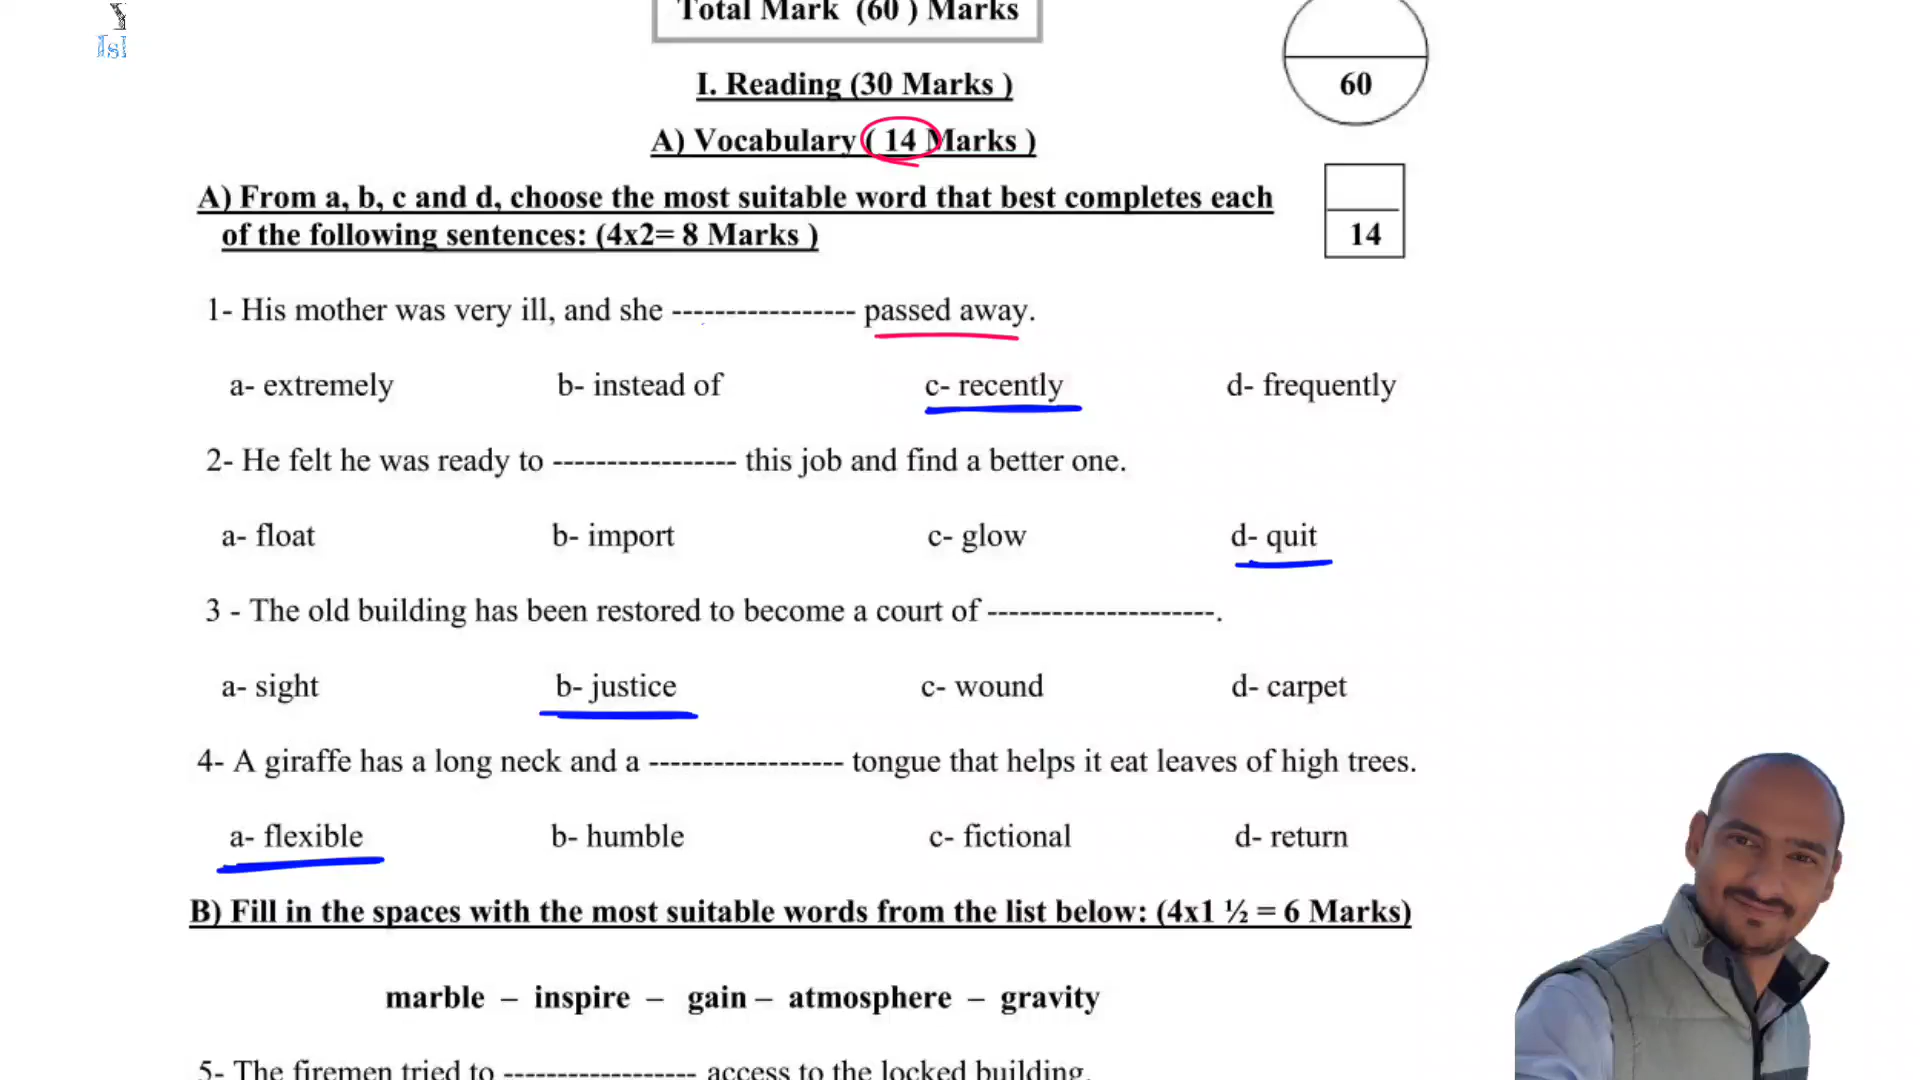 Total Mark (60 ) Marks
Isl
I. Reading (30 Marks )
60
A) Vocabulary ( 14 Marks )
A) From a, b, c and d, choose the most suitable word that best completes each
of the following sentences: (4x2= 8 Marks )
14
1- His mother was very ill, and she ----------------- passed away.
a- extremely b- instead of c- recently d- frequently
2- He felt he was ready to ----------------- this job and find a better one.
a- float b- import c- glow d- quit
3 - The old building has been restored to become a court of ---------------------.
a- sight b- justice c- wound d- carpet
4- A giraffe has a long neck and a ------------------ tongue that helps it eat leaves of high trees.
a- flexible b- humble c- fictional d- return
B) Fill in the spaces with the most suitable words from the list below: (4x1 ½ = 6 Marks)
marble – inspire – gain – atmosphere – gravity
5- The firemen tried to ------------------ access to the locked building.